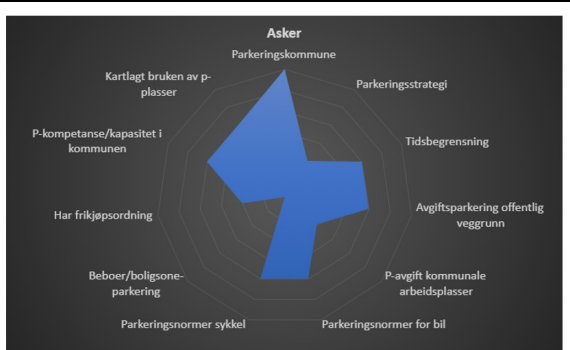 Asker
Parkeringskommune
Parkeringsstrategi
Tidsbegrensning
Avgiftsparkering offentlig
veggrunn
P-avgift kommunale
arbeidsplasser
Parkeringsnormer for bil
Parkeringsnormer sykkel
Beboer/boligsone-
parkering
Har frikjøpsordning
P-kompetanse/kapasitet i
kommunen
Kartlagt bruken av p-
plasser